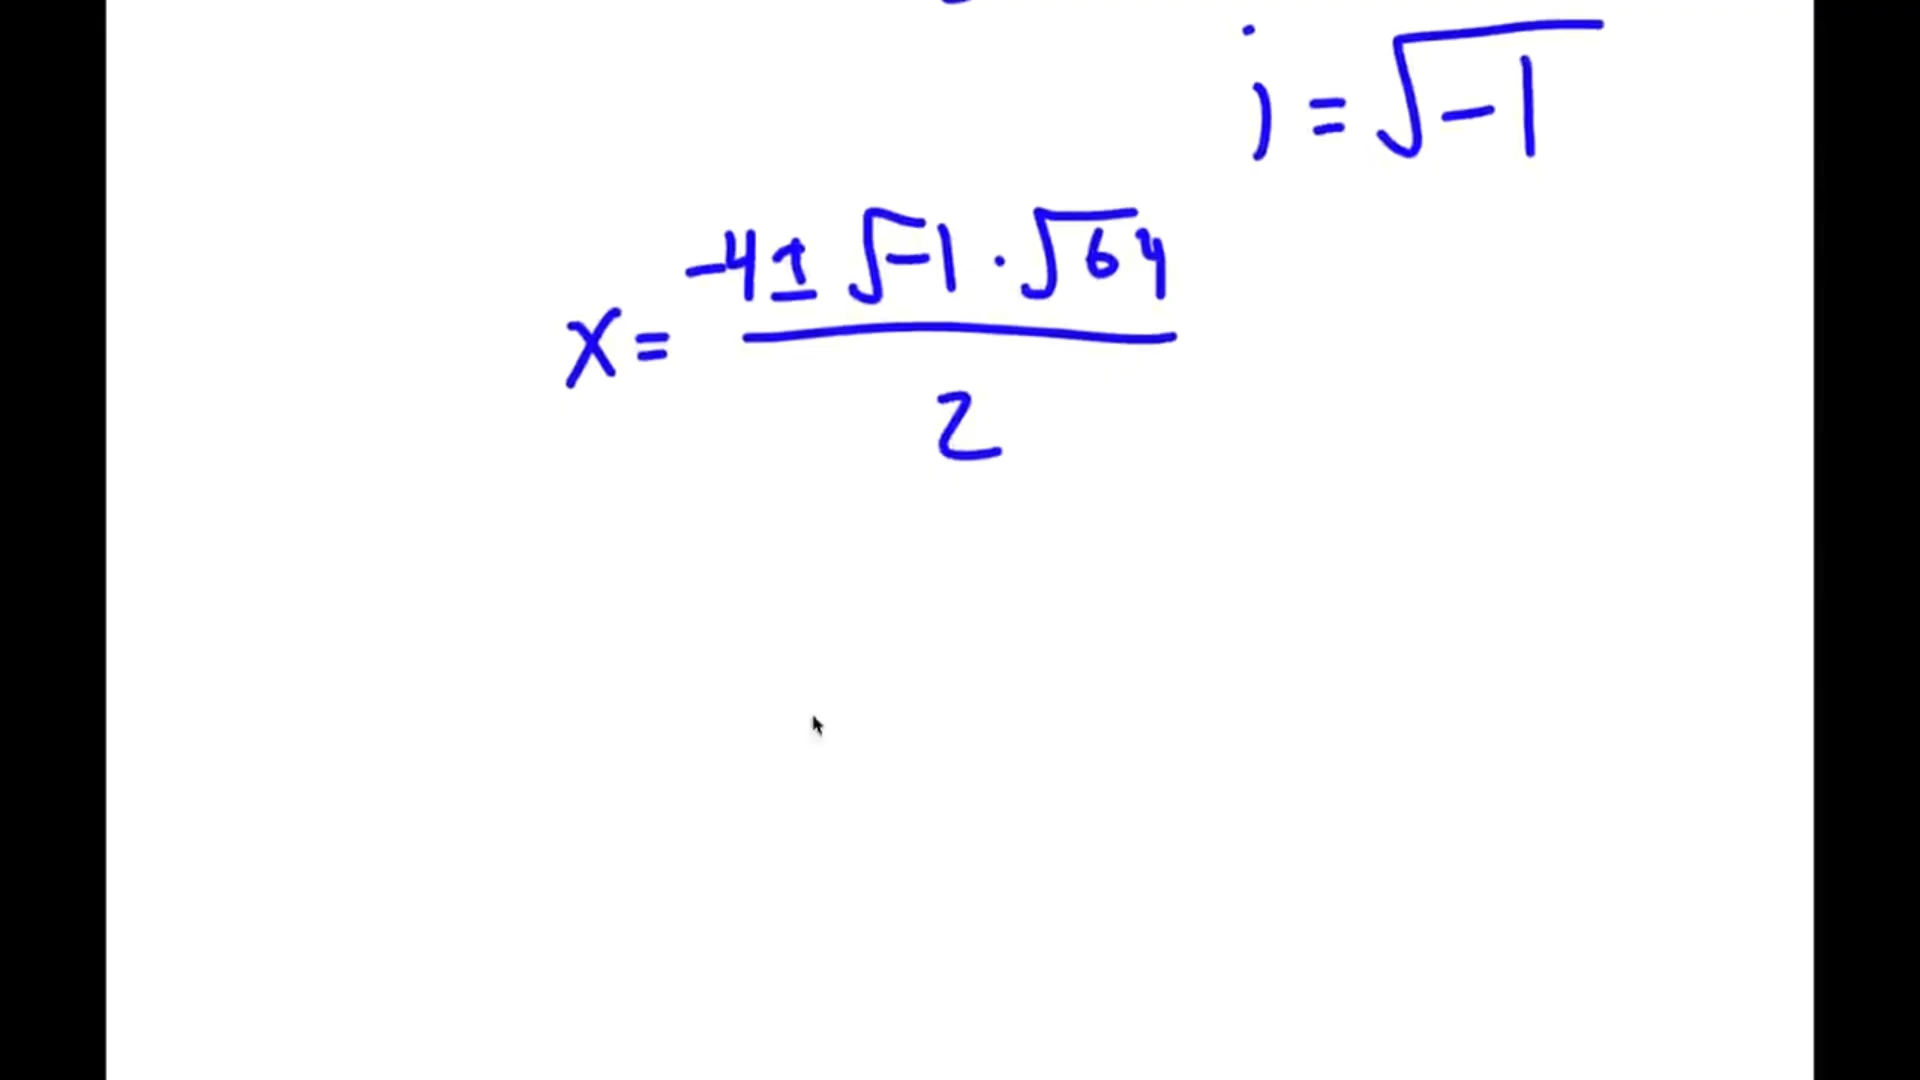 i = √-1
x = (-4 ± √-1 · √64) / 2